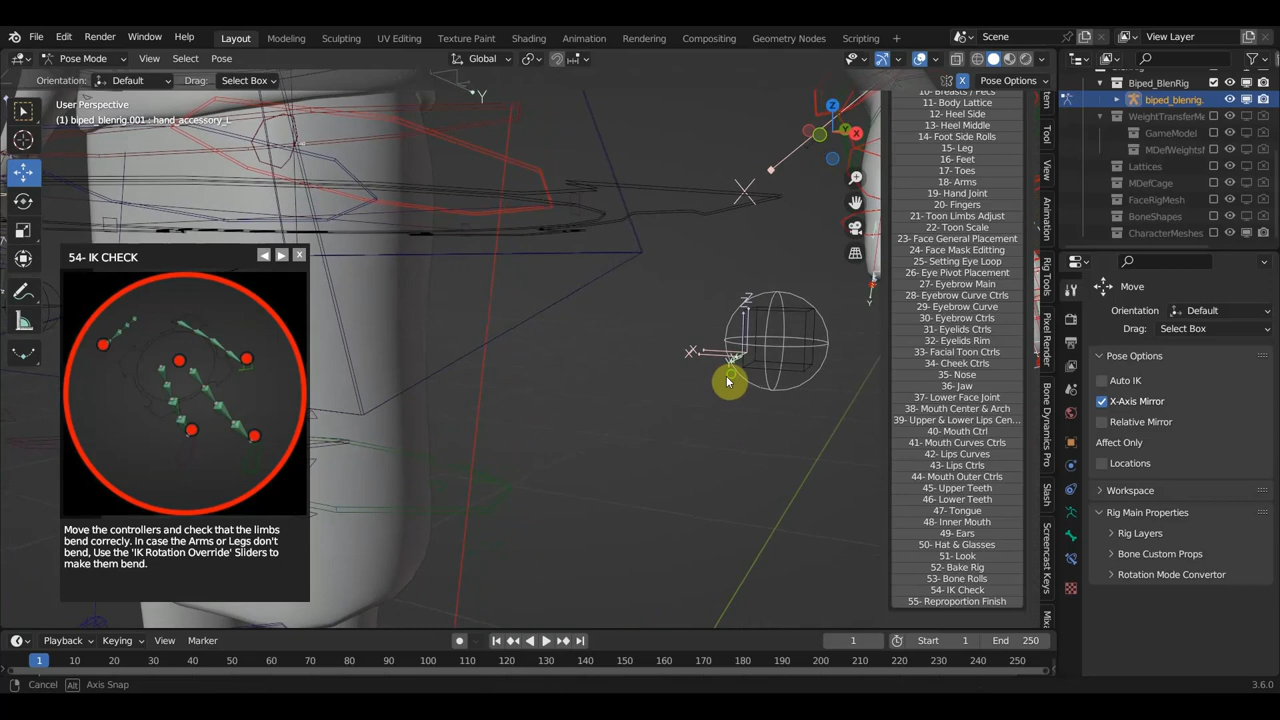 File Edit Render Window Help
Layout Modeling Sculpting UV Editing Texture Paint Shading Animation Rendering Compositing Geometry Nodes Scripting +
Scene
View Layer
Pose Mode View Select Pose
Global
Orientation: Default Drag: Select Box
X Pose Options
User Perspective
(1) biped_blenrig.001 : hand_accessory_L
54- IK CHECK
Move the controllers and check that the limbs
bend correcly. In case the Arms or Legs don't
bend, Use the 'IK Rotation Override' Sliders to
make them bend.
10- Breasts / Pecs
11- Body Lattice
12- Heel Side
13- Heel Middle
14- Foot Side Rolls
15- Leg
16- Feet
17- Toes
18- Arms
19- Hand Joint
20- Fingers
21- Toon Limbs Adjust
22- Toon Scale
23- Face General Placement
24- Face Mask Editing
25- Setting Eye Loop
26- Eye Pivot Placement
27- Eyebrow Main
28- Eyebrow Curve Ctrls
29- Eyebrow Curve
30- Eyebrow Ctrls
31- Eyelids Ctrls
32- Eyelids Rim
33- Facial Toon Ctrls
34- Cheek Ctrls
35- Nose
36- Jaw
37- Lower Face Joint
38- Mouth Center & Arch
39- Upper & Lower Lips Cen...
40- Mouth Ctrl
41- Mouth Curves Ctrls
42- Lips Curves
43- Lips Ctrls
44- Mouth Outer Ctrls
45- Upper Teeth
46- Lower Teeth
47- Tongue
48- Inner Mouth
49- Ears
50- Hat & Glasses
51- Look
52- Bake Rig
53- Bone Rolls
54- IK Check
55- Reproportion Finish
Item
Tool
View
Animation
Rig Tools
Pixel Render
Bone Dynamics Pro
Slash
Screencast Keys
Mixa
Biped_BlenRig
biped_blenrig.
WeightTransferMe
GameModel
MDefWeightsf
Lattices
MDefCage
FaceRigMesh
BoneShapes
CharacterMeshes
Move
Orientation Default
Drag: Select Box
Pose Options
Auto IK
X-Axis Mirror
Relative Mirror
Affect Only
Locations
Workspace
Rig Main Properties
Rig Layers
Bone Custom Props
Rotation Mode Convertor
Playback Keying View Marker
1 Start 1 End 250
1 10 20 30 40 50 60 70 80 90 100 110 120 130 140 150 160 170 180 190 200 210 220 230 240 250
Cancel Alt Axis Snap
3.6.0